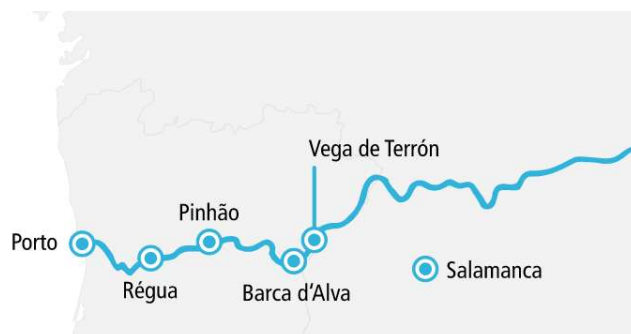 Vega de Terrón
Pinhão
Porto
Régua
Barca d'Alva
Salamanca